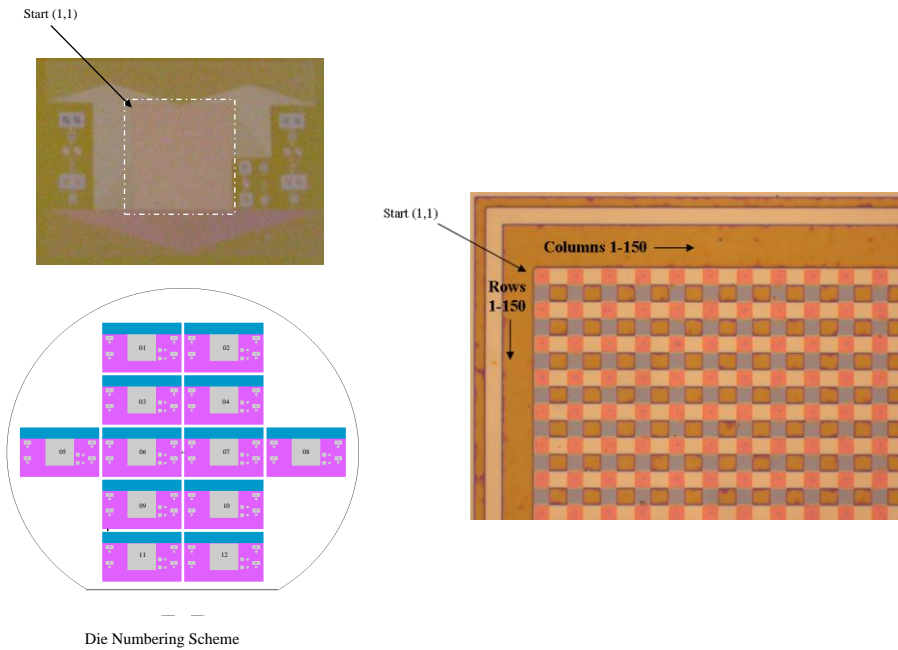 Start (1,1)
Start (1,1)
Columns 1-150
Rows
1-150
01
02
03
04
05
06
07
08
09
10
11
12
Die Numbering Scheme